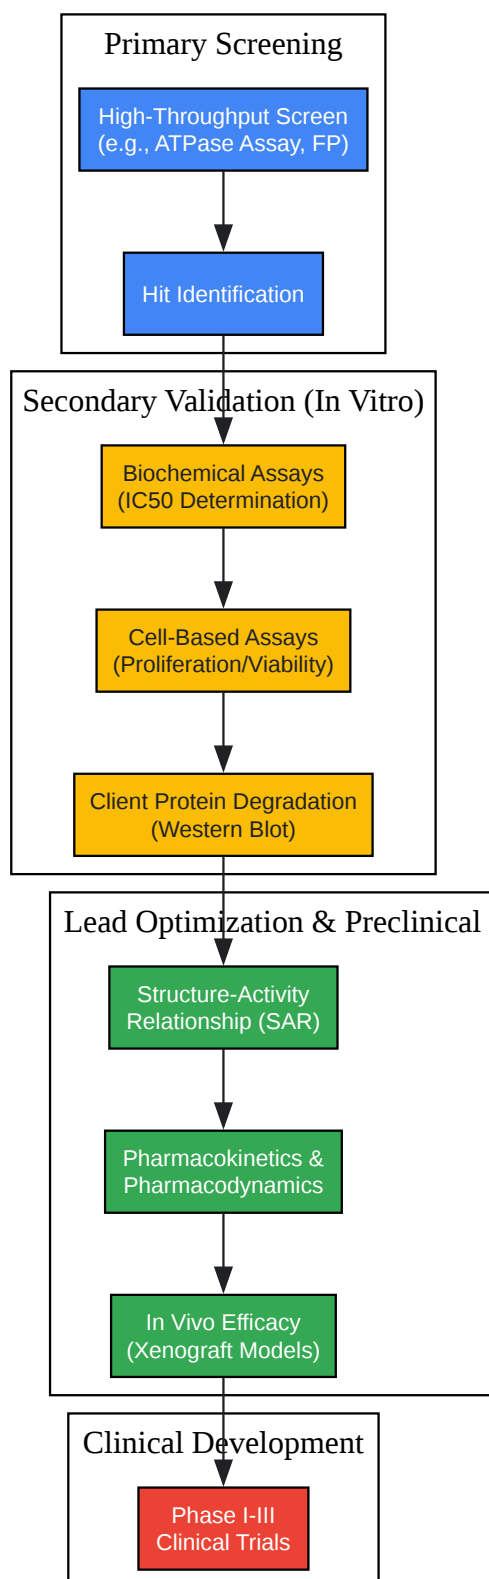 Primary Screening
High-Throughput Screen
(e.g., ATPase Assay, FP)
Hit Identification
Secondary Validation (In Vitro)
Biochemical Assays
(IC50 Determination)
Cell-Based Assays
(Proliferation/Viability)
Client Protein Degradation
(Western Blot)
Lead Optimization & Preclinical
Structure-Activity
Relationship (SAR)
Pharmacokinetics &
Pharmacodynamics
In Vivo Efficacy
(Xenograft Models)
Clinical Development
Phase I-III
Clinical Trials